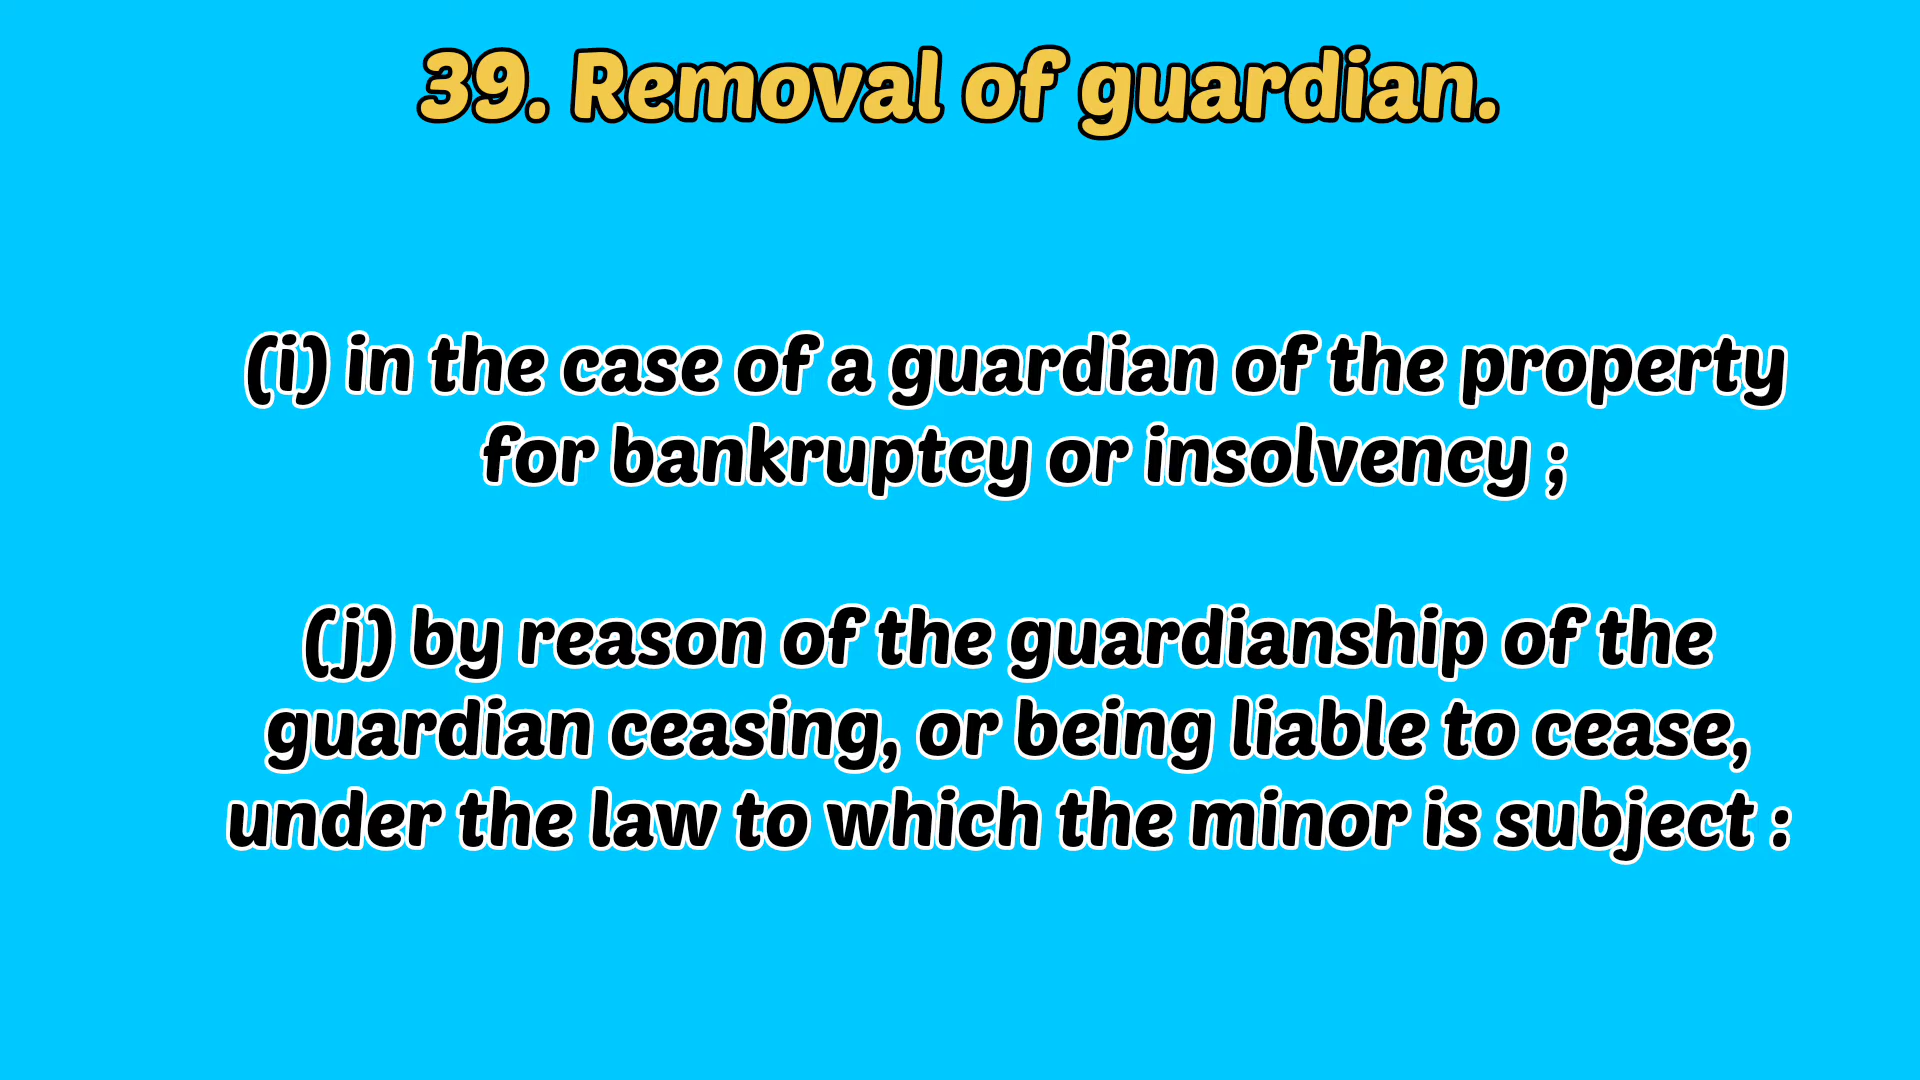 39. Removal of guardian.
(i) in the case of a guardian of the property
for bankruptcy or insolvency ;
(j) by reason of the guardianship of the
guardian ceasing, or being liable to cease,
under the law to which the minor is subject :